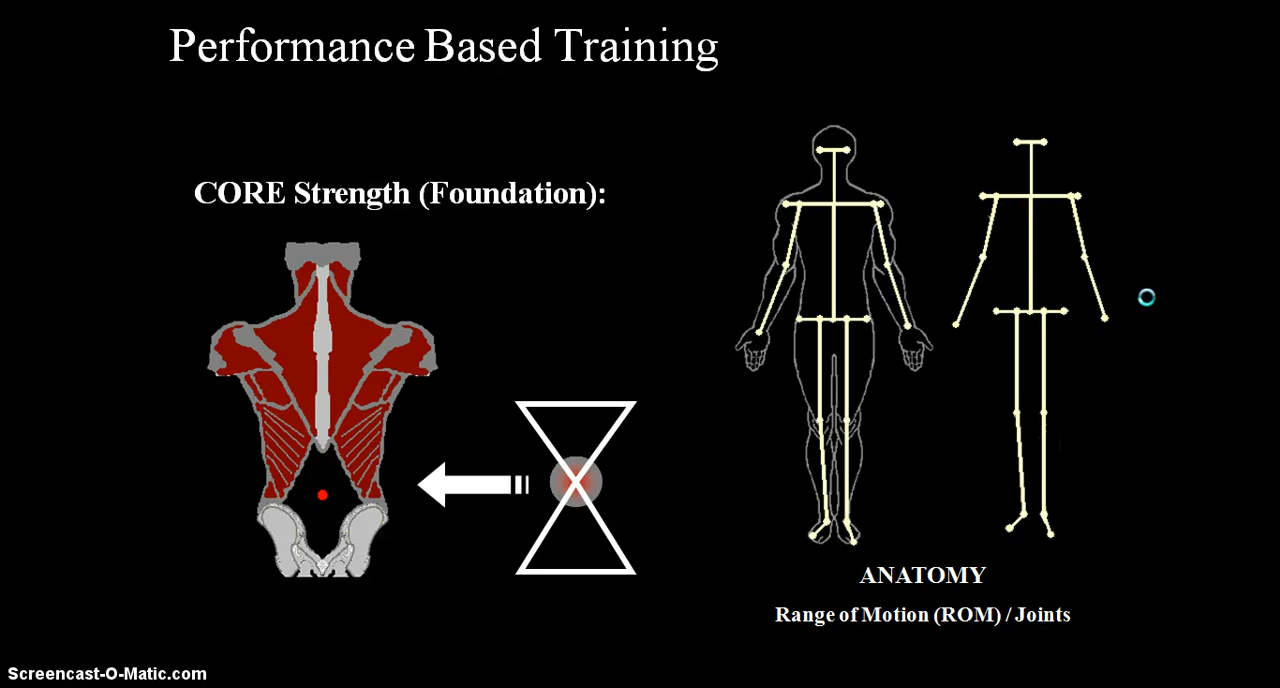 Performance Based Training
CORE Strength (Foundation):
ANATOMY
Range of Motion (ROM) / Joints
Screencast-O-Matic.com